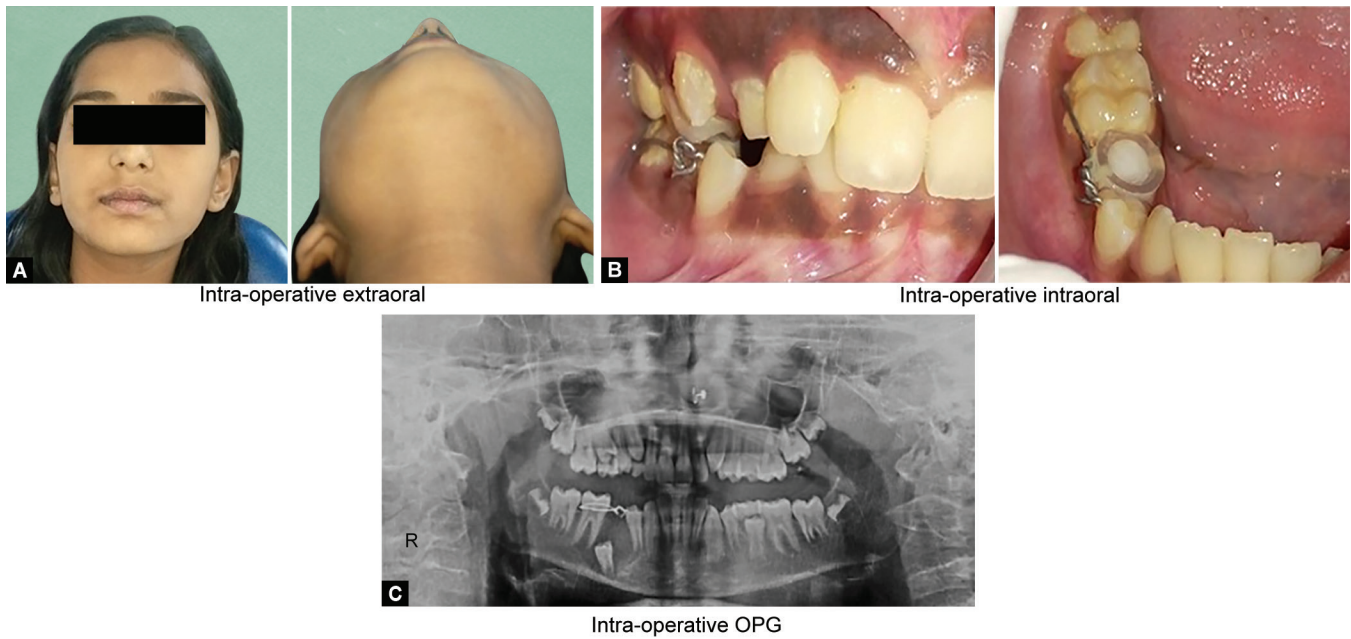 A
Intra-operative extraoral
B
Intra-operative intraoral
R
C
Intra-operative OPG